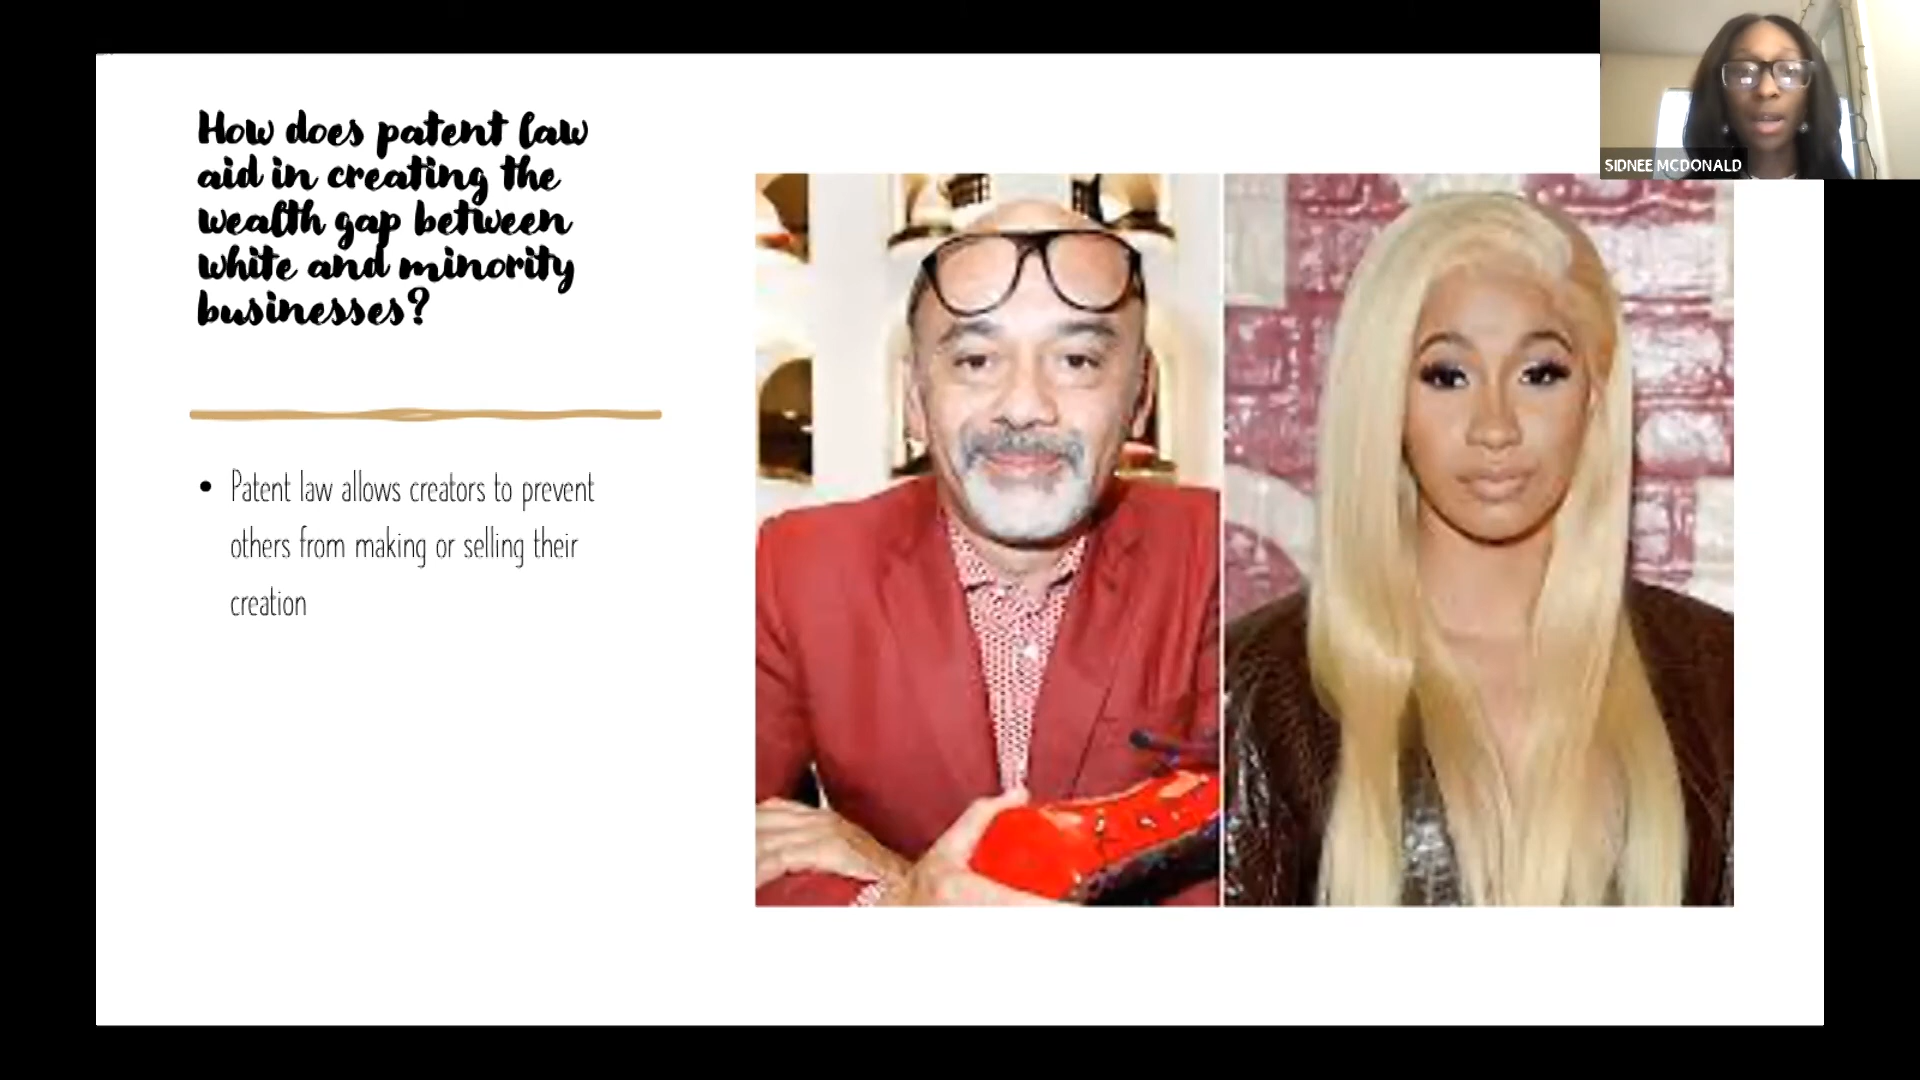 How does patent law
aid in creating the
wealth gap between
white and minority
businesses?
SIDNEE MCDONALD
• Patent law allows creators to prevent
others from making or selling their
creation